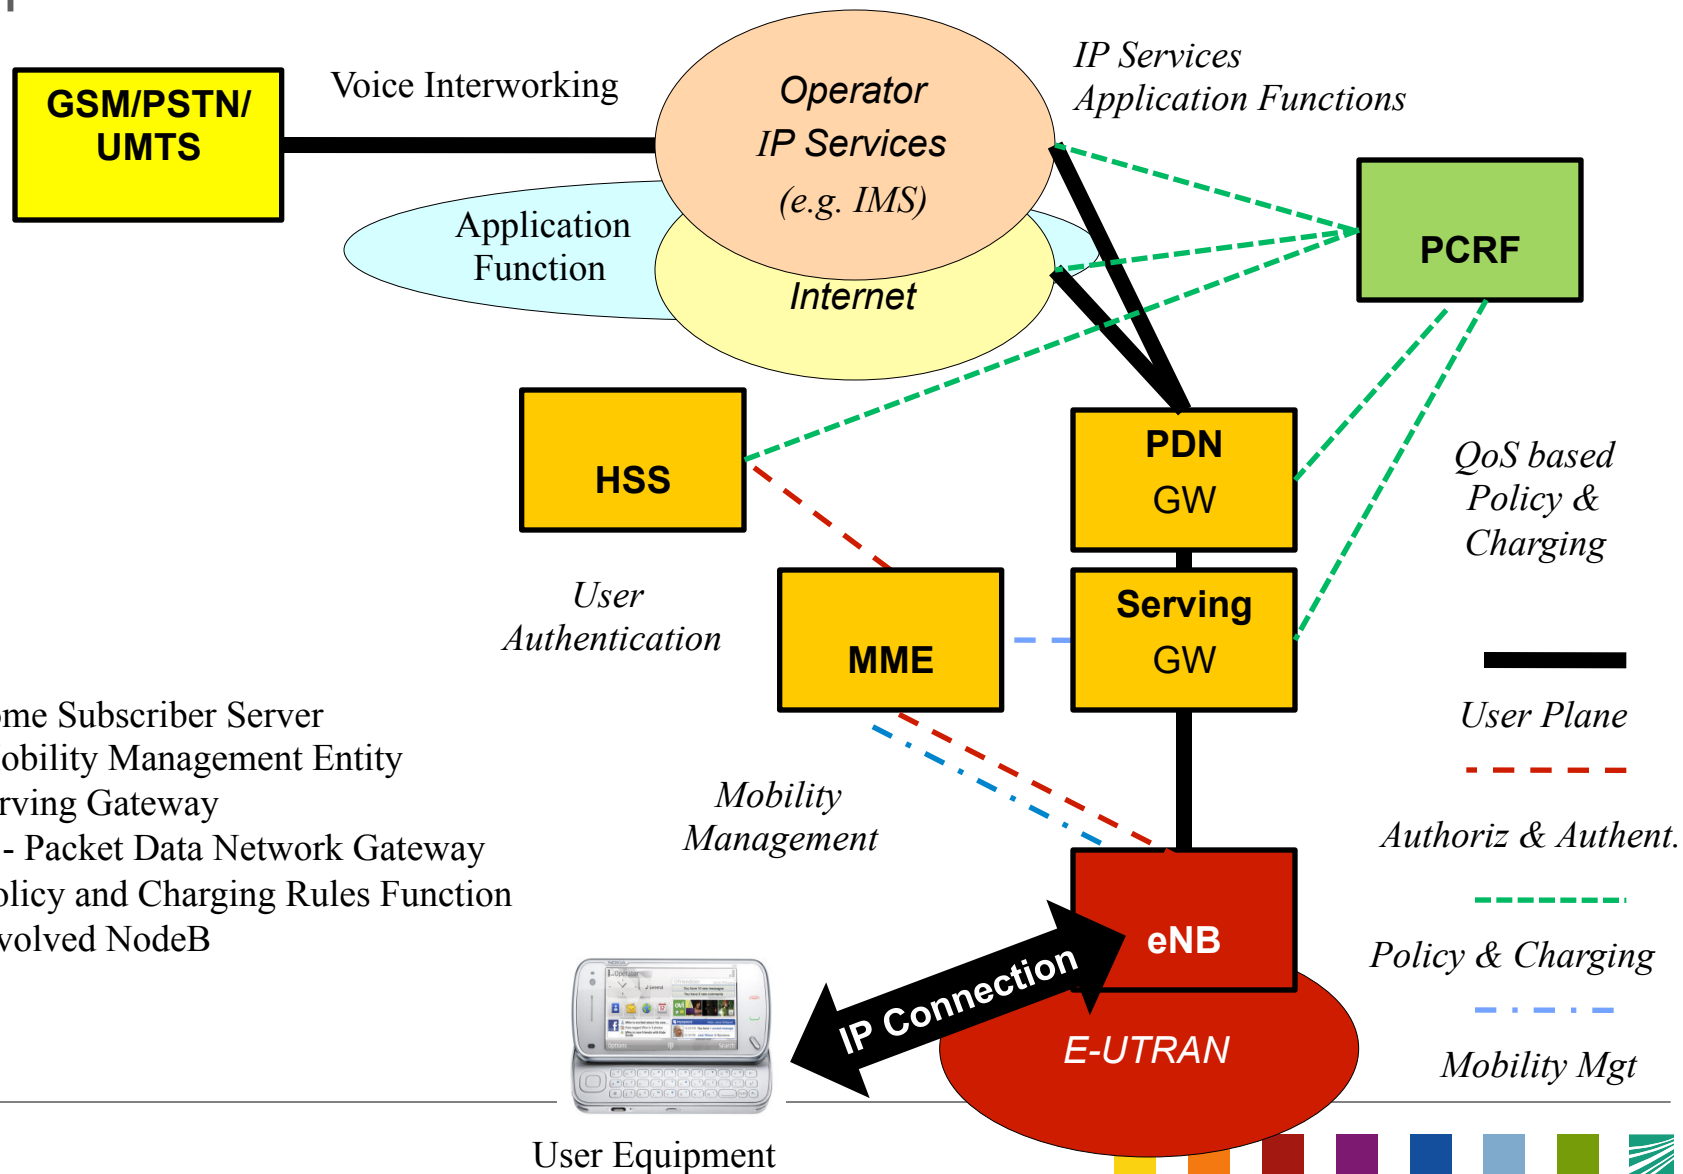 GSM/PSTN/
UMTS
Voice Interworking
Operator
IP Services
(e.g. IMS)
IP Services
Application Functions
Application
Function
Internet
PCRF
HSS
PDN
GW
QoS based
Policy &
Charging
User
Authentication
MME
Serving
GW
User Plane
ome Subscriber Server
obility Management Entity
rving Gateway
- Packet Data Network Gateway
olicy and Charging Rules Function
volved NodeB
Mobility
Management
Authoriz & Authent.
eNB
Policy & Charging
IP Connection
E-UTRAN
Mobility Mgt
User Equipment